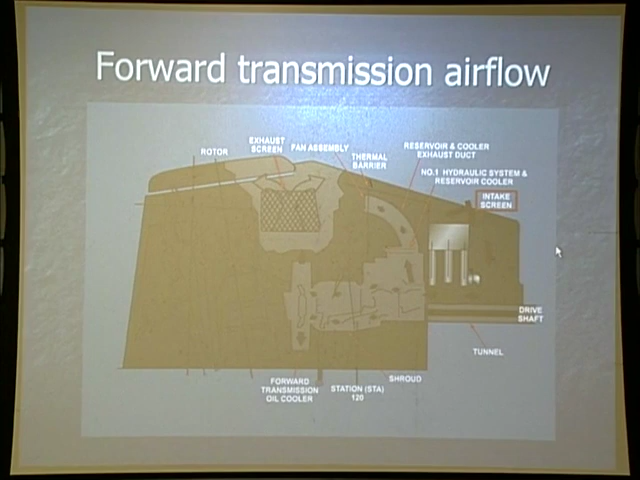 Forward transmission airflow
ROTOR
EXHAUST
SCREEN
FAN ASSEMBLY
THERMAL
BARRIER
RESERVOIR & COOLER
EXHAUST DUCT
NO.1 HYDRAULIC SYSTEM &
RESERVOIR COOLER
INTAKE
SCREEN
DRIVE
SHAFT
TUNNEL
SHROUD
STATION (STA)
120
FORWARD
TRANSMISSION
OIL COOLER